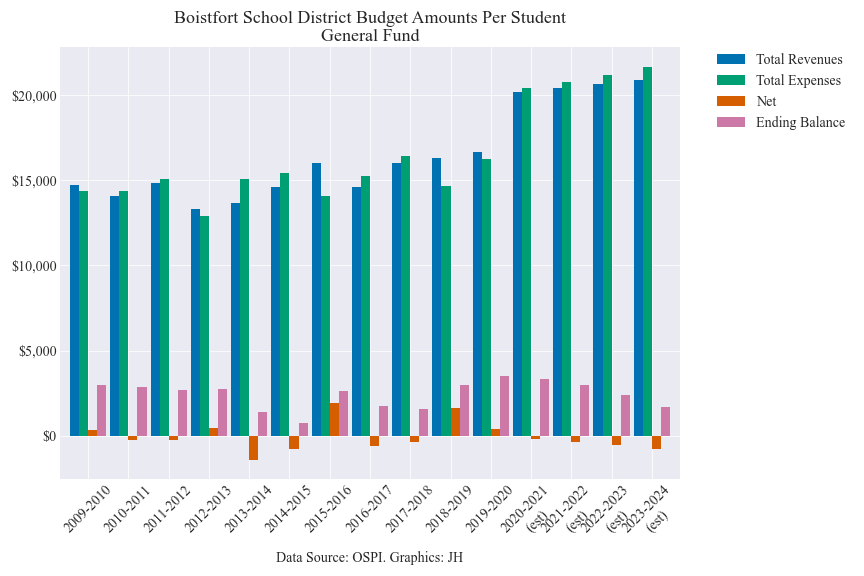 Boistfort School District Budget Amounts Per Student
General Fund
Total Revenues
Total Expenses
Net
Ending Balance
$20,000
$15,000
$10,000
$5,000
$0
2009-2010
2010-2011
2011-2012
2012-2013
2013-2014
2014-2015
2015-2016
2016-2017
2017-2018
2018-2019
2019-2020
2020-2021
(est)
2021-2022
(est)
2022-2023
(est)
2023-2024
(est)
Data Source: OSPI. Graphics: JH